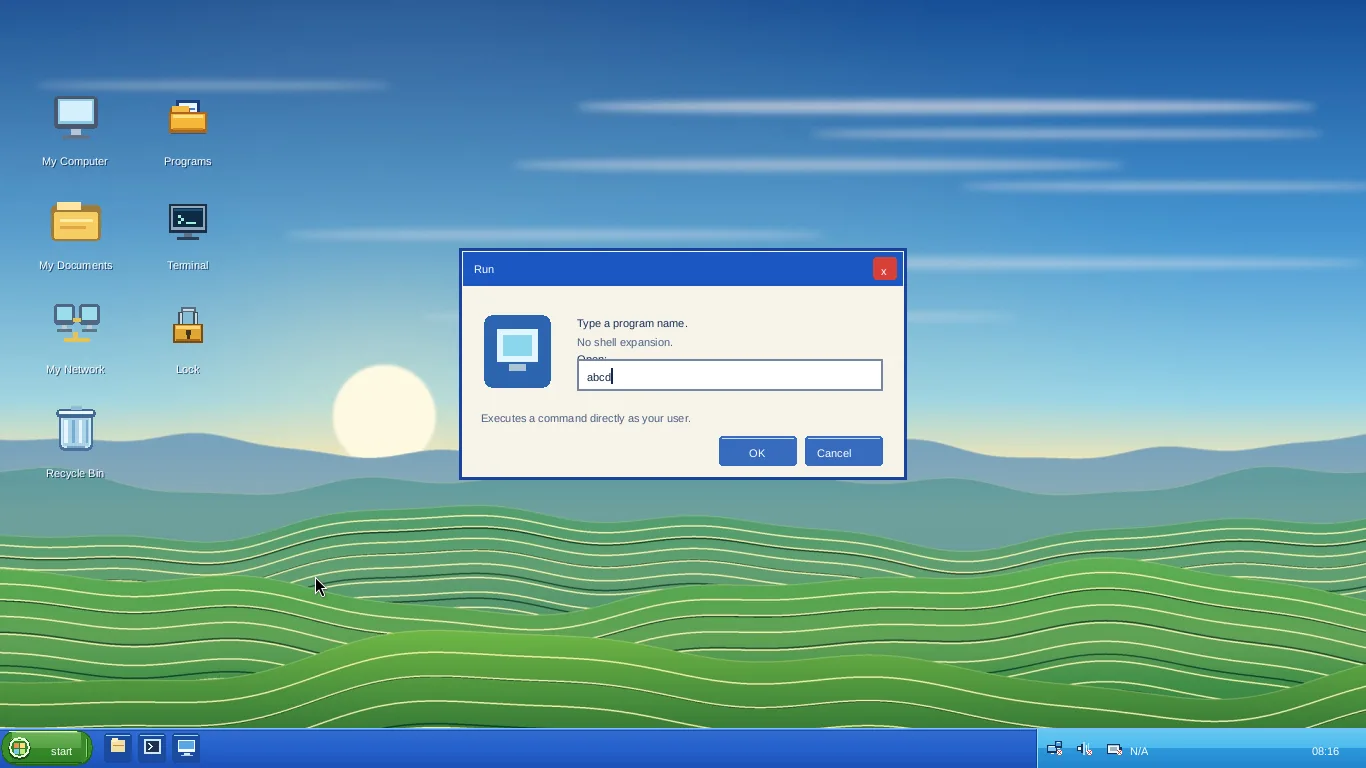 My Computer
Programs
My Documents
Terminal
My Network
Lock
Recycle Bin
Run
x
Type a program name.
No shell expansion.
Open:
abcd
Executes a command directly as your user.
OK
Cancel
start
N/A
08:16